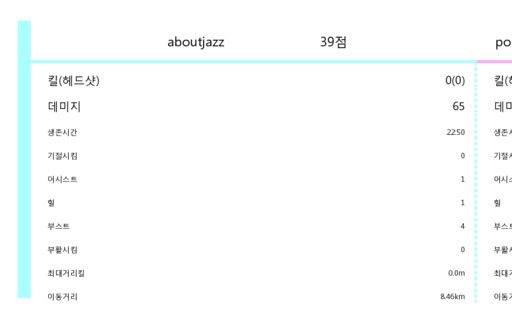 aboutjazz 39점 po
킬(헤드샷) 0(0) 킬(
데미지 65 데미
생존시간 22:50 생존
기절시킴 0 기절시
어시스트 1 어시스
힐 1 힐
부스트 4 부스트
부활시킴 0 부활시
최대거리킬 0.0m 최대
이동거리 8.46km 이동